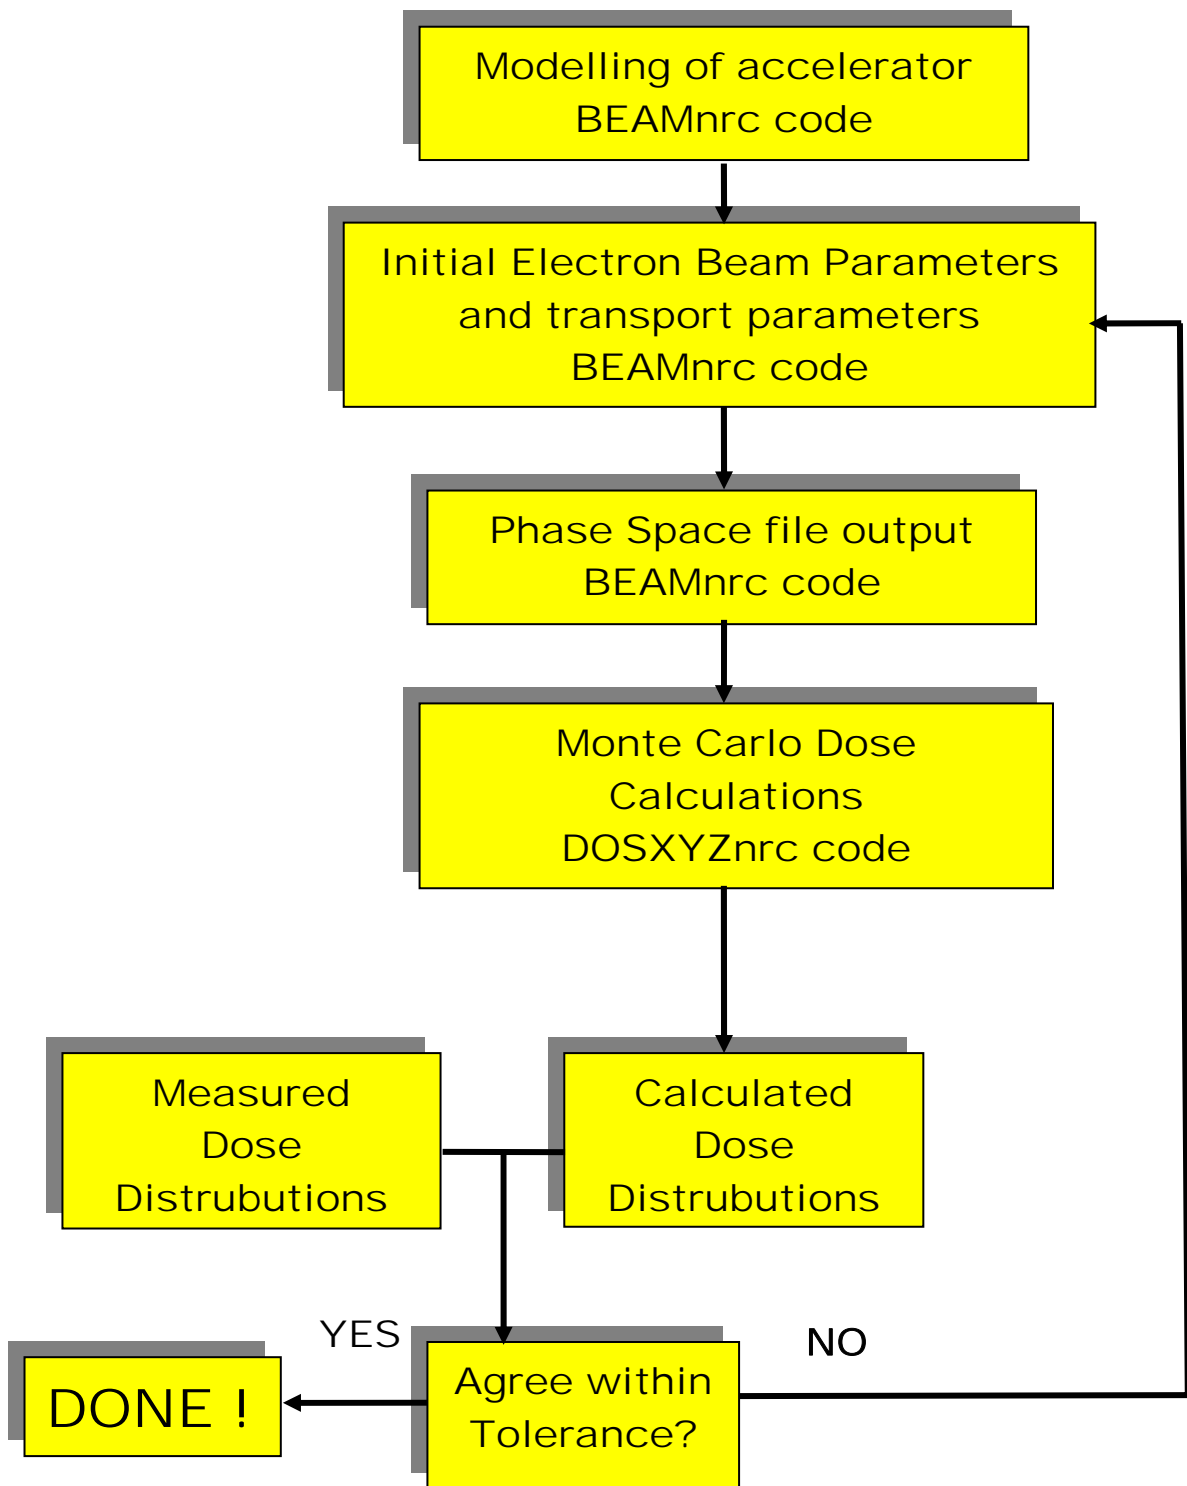 Modelling of accelerator
BEAMnrc code
Initial Electron Beam Parameters
and transport parameters
BEAMnrc code
Phase Space file output
BEAMnrc code
Monte Carlo Dose
Calculations
DOSXYZnrc code
Measured
Dose
Distrubutions
Calculated
Dose
Distrubutions
YES
NO
DONE !
Agree within
Tolerance?